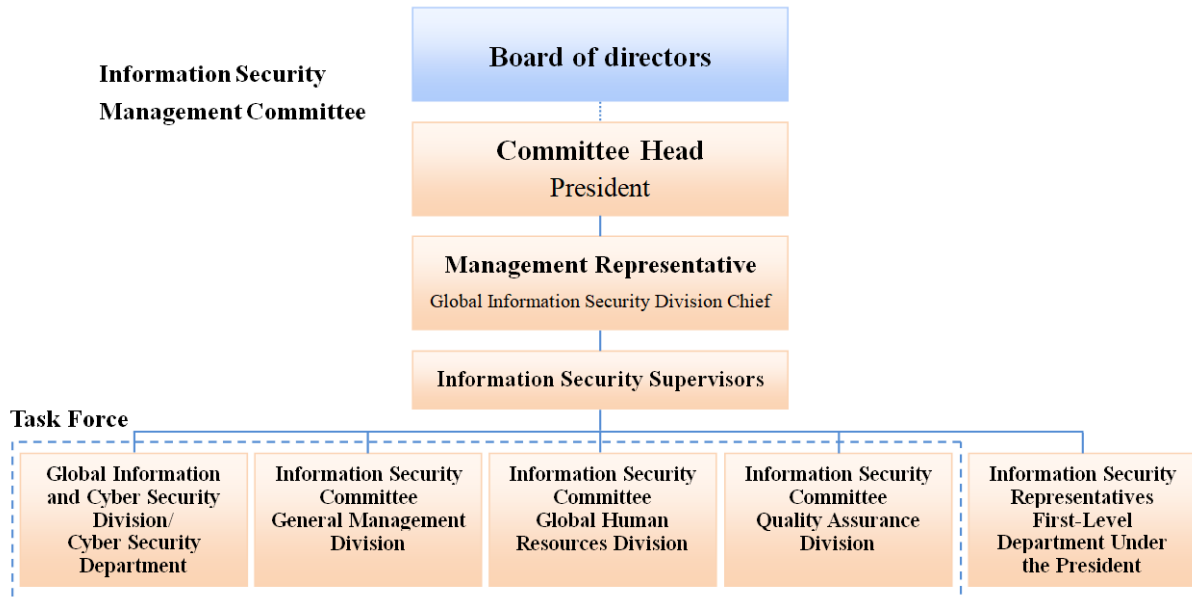 Board of directors
Information Security
Management Committee
Committee Head
President
Management Representative
Global Information Security Division Chief
Information Security Supervisors
Task Force
Global Information
and Cyber Security
Division/
Cyber Security
Department
Information Security
Committee
General Management
Division
Information Security
Committee
Global Human
Resources Division
Information Security
Committee
Quality Assurance
Division
Information Security
Representatives
First-Level
Department Under
the President